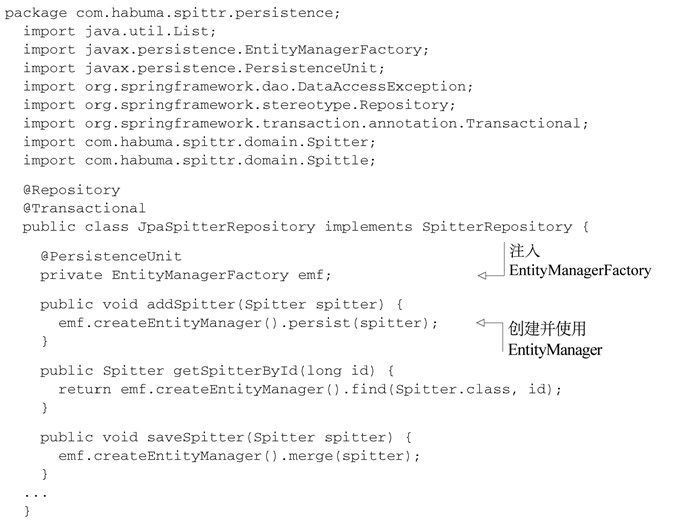 package com.habuma.spittr.persistence;
import java.util.List;
import javax.persistence.EntityManagerFactory;
import javax.persistence.PersistenceUnit;
import org.springframework.dao.DataAccessException;
import org.springframework.stereotype.Repository;
import org.springframework.transaction.annotation.Transactional;
import com.habuma.spittr.domain.Spitter;
import com.habuma.spittr.domain.Spittle;
@Repository
@Transactional
public class JpaSpitterRepository implements SpitterRepository {
@PersistenceUnit
private EntityManagerFactory emf;
注入
EntityManagerFactory
public void addSpitter(Spitter spitter) {
emf.createEntityManager().persist(spitter);
}
创建并使用
EntityManager
public Spitter getSpitterById(long id) {
return emf.createEntityManager().find(Spitter.class, id);
}
public void saveSpitter(Spitter spitter) {
emf.createEntityManager().merge(spitter);
}
...
}